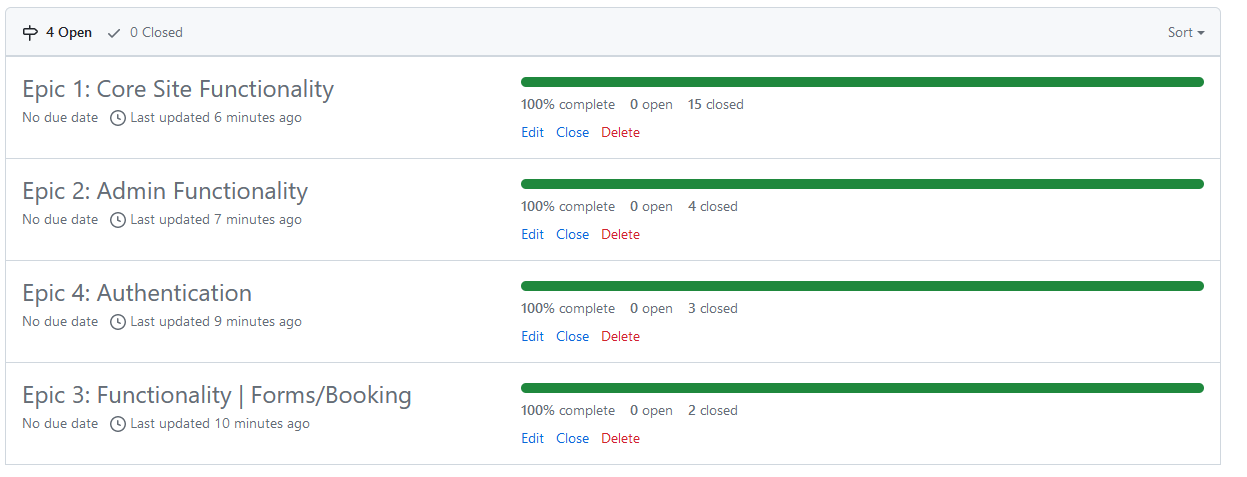 4 Open 0 Closed Sort
Epic 1: Core Site Functionality
No due date Last updated 6 minutes ago
100% complete 0 open 15 closed
Edit Close Delete
Epic 2: Admin Functionality
No due date Last updated 7 minutes ago
100% complete 0 open 4 closed
Edit Close Delete
Epic 4: Authentication
No due date Last updated 9 minutes ago
100% complete 0 open 3 closed
Edit Close Delete
Epic 3: Functionality | Forms/Booking
No due date Last updated 10 minutes ago
100% complete 0 open 2 closed
Edit Close Delete